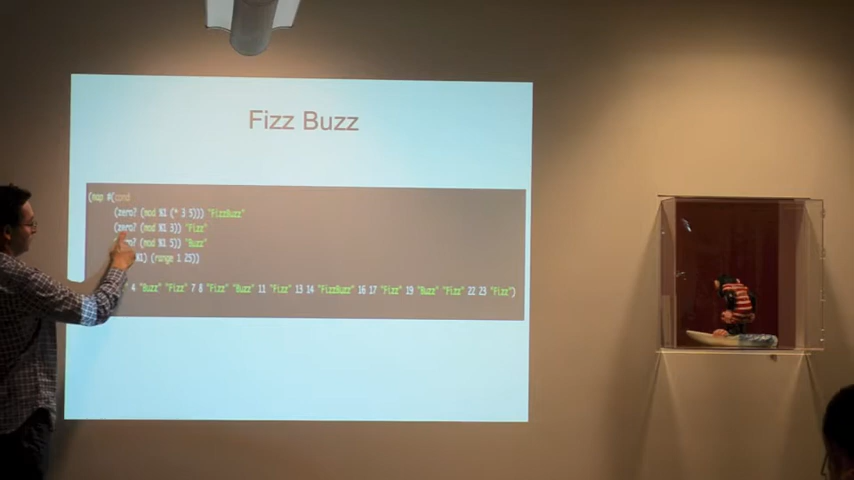 Fizz Buzz
(map #(cond
(zero? (mod %1 (* 3 5))) "FizzBuzz"
(zero? (mod %1 3)) "Fizz"
(mod %1 5)) "Buzz"
%1) (range 1 25))
4 "Buzz" "Fizz" 7 8 "Fizz" "Buzz" 11 "Fizz" 13 14 "FizzBuzz" 16 17 "Fizz" 19 "Buzz" "Fizz" 22 23 "Fizz")